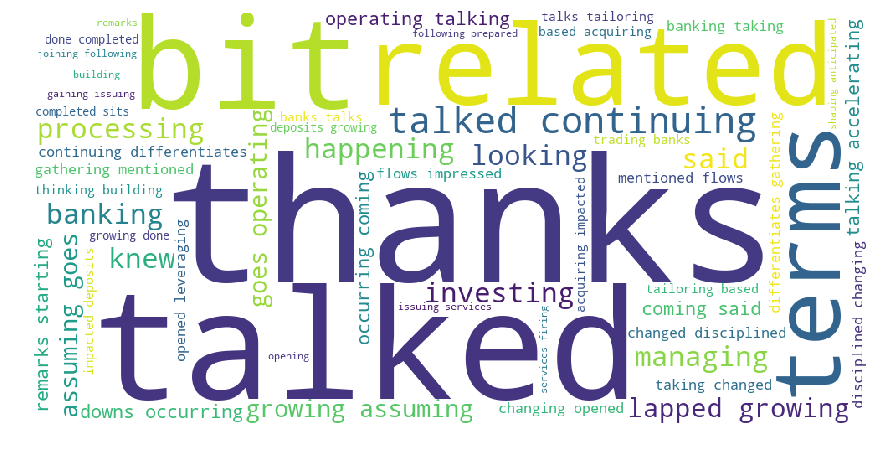 remarks
operating talking
talks tailoring
banking taking
done completed
bit
related
following prepared
based acquiring
joining following
building
gaining issuing
shaping anticipated
talking accelerating
completed sits
banks talks
talked continuing
processing
deposits growing
trading banks
terms
continuing differentiates
happening
looking
said
gathering mentioned
flows impressed
mentioned flows
differentiates gathering
thinking building
goes operating
thanks
banking
growing done
knew
opened leveraging
occurring coming
acquiring impacted
remarks starting
assuming goes
impacted deposits
investing
tailoring based
coming said
issuing services
talked
services firing
changed disciplined
disciplined changing
opening
managing
taking changed
downs occurring
growing assuming
changing opened
lapped growing